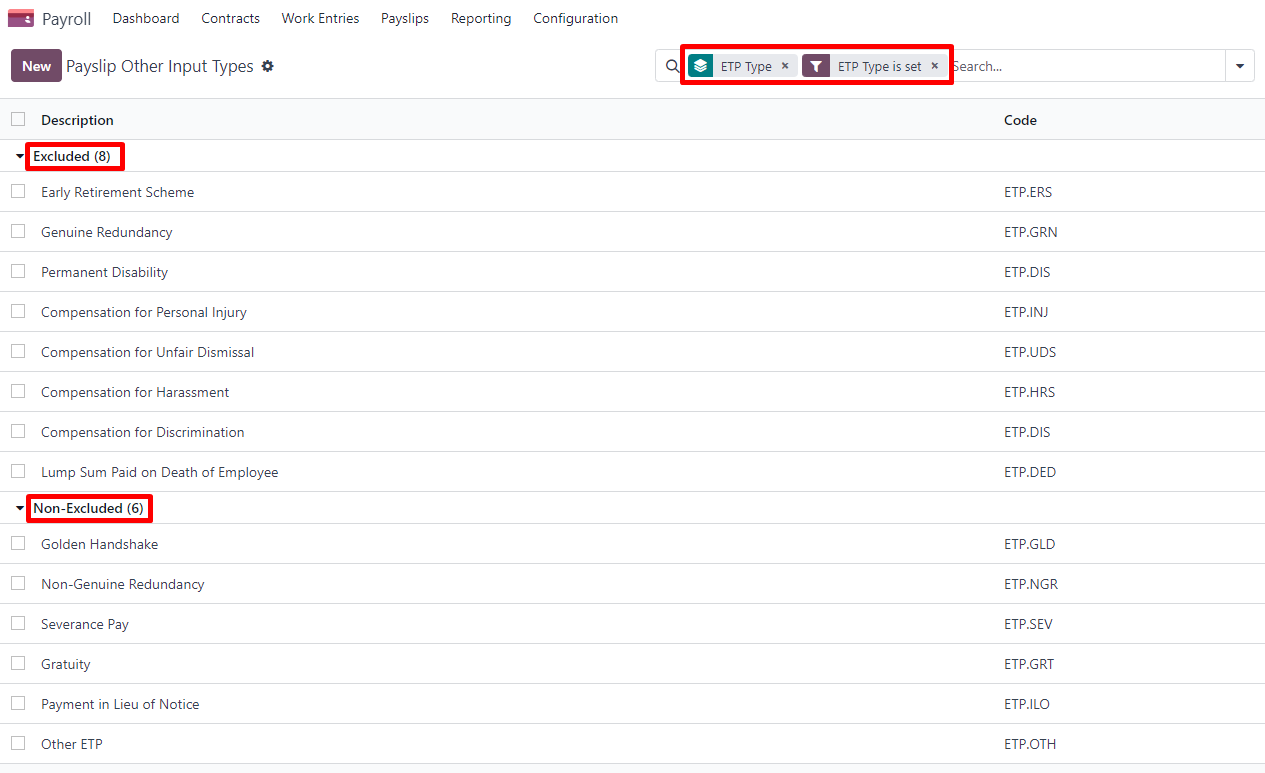 Payroll Dashboard Contracts Work Entries Payslips Reporting Configuration
New Payslip Other Input Types ETP Type × ETP Type is set × Search...
Description Code
Excluded (8)
Early Retirement Scheme ETP.ERS
Genuine Redundancy ETP.GRN
Permanent Disability ETP.DIS
Compensation for Personal Injury ETP.INJ
Compensation for Unfair Dismissal ETP.UDS
Compensation for Harassment ETP.HRS
Compensation for Discrimination ETP.DIS
Lump Sum Paid on Death of Employee ETP.DED
Non-Excluded (6)
Golden Handshake ETP.GLD
Non-Genuine Redundancy ETP.NGR
Severance Pay ETP.SEV
Gratuity ETP.GRT
Payment in Lieu of Notice ETP.ILO
Other ETP ETP.OTH